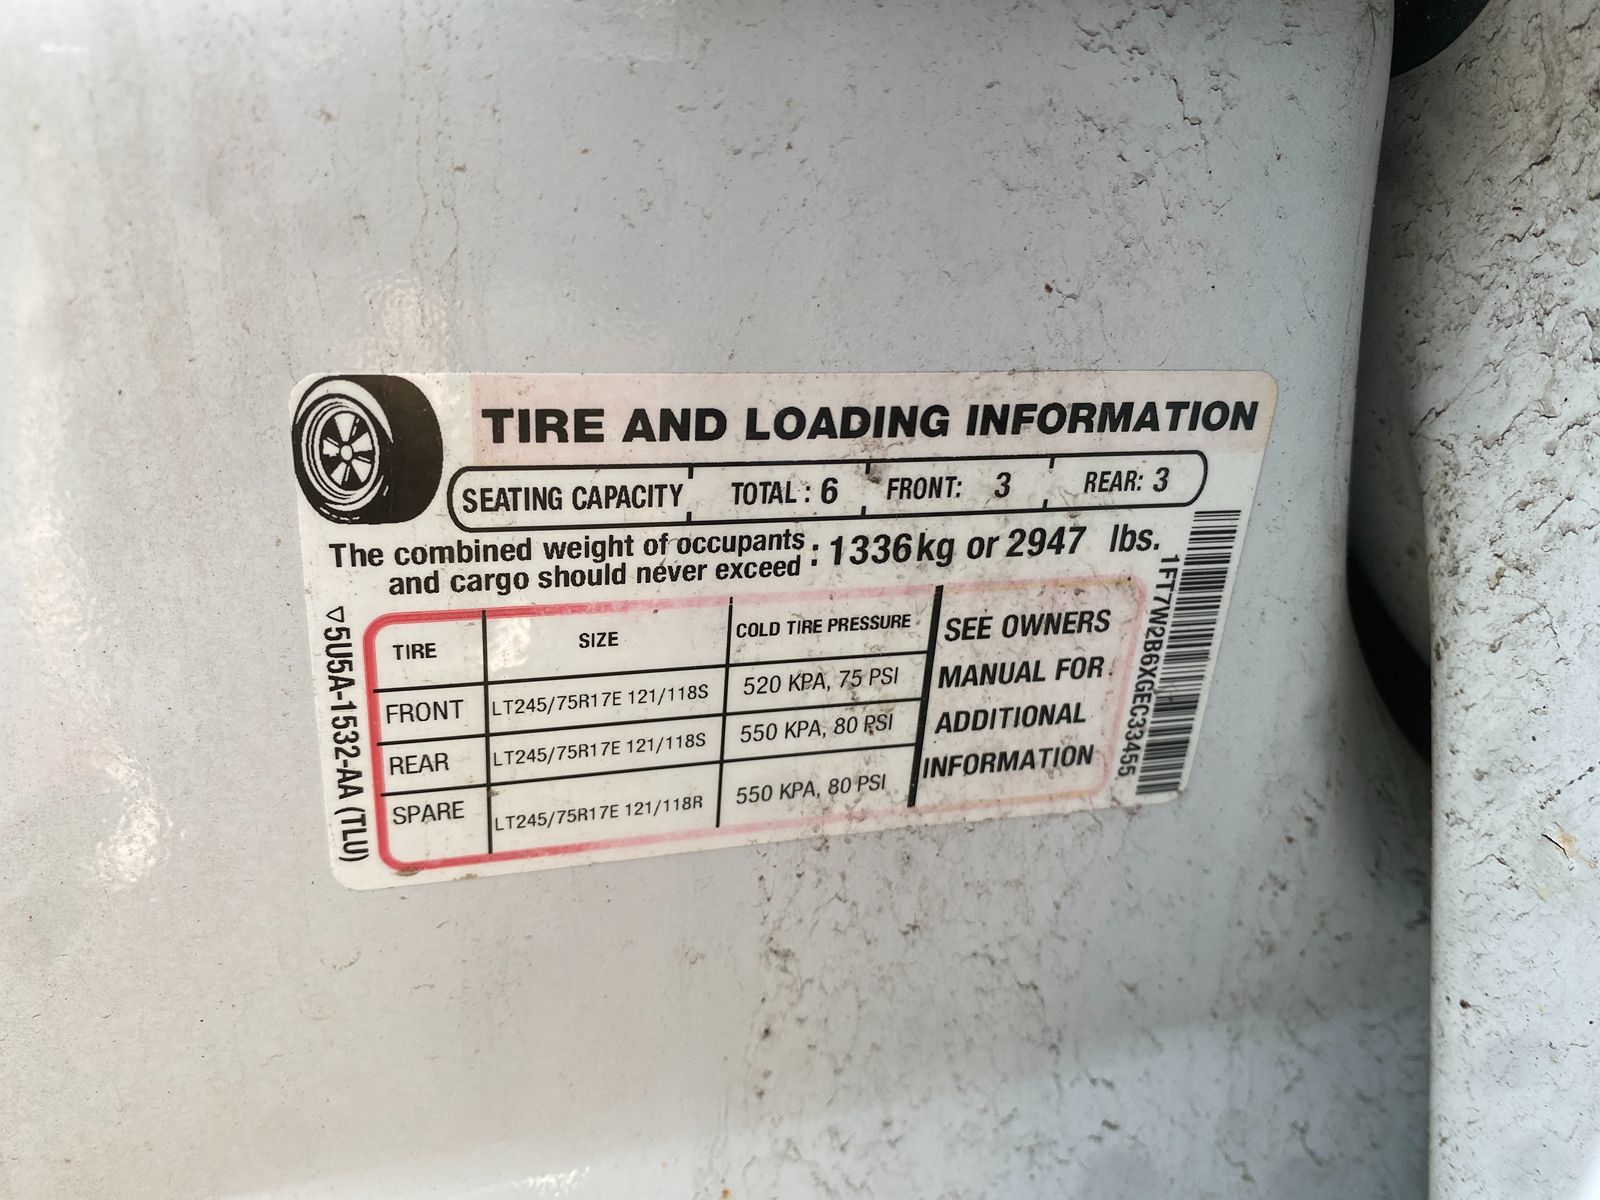 TIRE AND LOADING INFORMATION
SEATING CAPACITY TOTAL : 6 FRONT: 3 REAR: 3
The combined weight of occupants
and cargo should never exceed : 1336kg or 2947 lbs.
TIRE SIZE COLD TIRE PRESSURE
FRONT LT245/75R17E 121/118S 520 KPA, 75 PSI
REAR LT245/75R17E 121/118S 550 KPA, 80 PSI
SPARE LT245/75R17E 121/118R 550 KPA, 80 PSI
SEE OWNERS
MANUAL FOR
ADDITIONAL
INFORMATION
5U5A-1532-AA (TLU)
1FT7W2B6XGEC33455